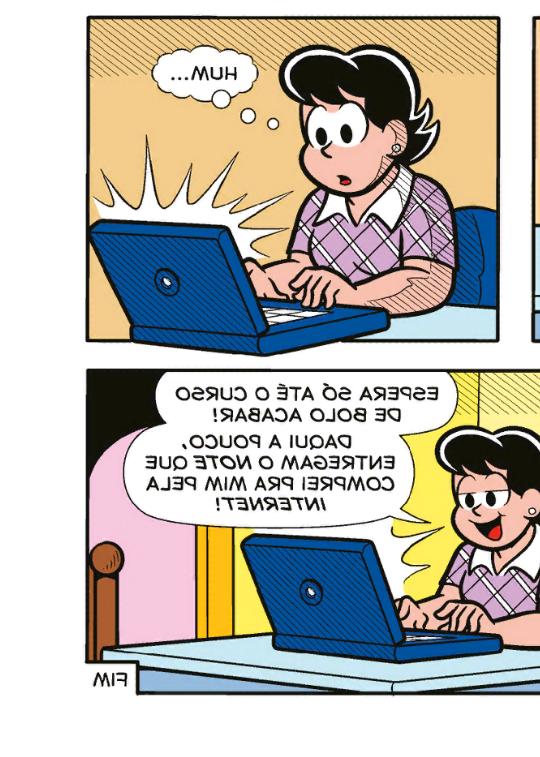 HUM...
ESPERA SÓ ATÉ O CURSO
DE BOLO ACABAR!
DAQUI A POUCO,
ENTREGAM O NOTE QUE
COMPREI PRA MIM PELA
INTERNET!
FIM